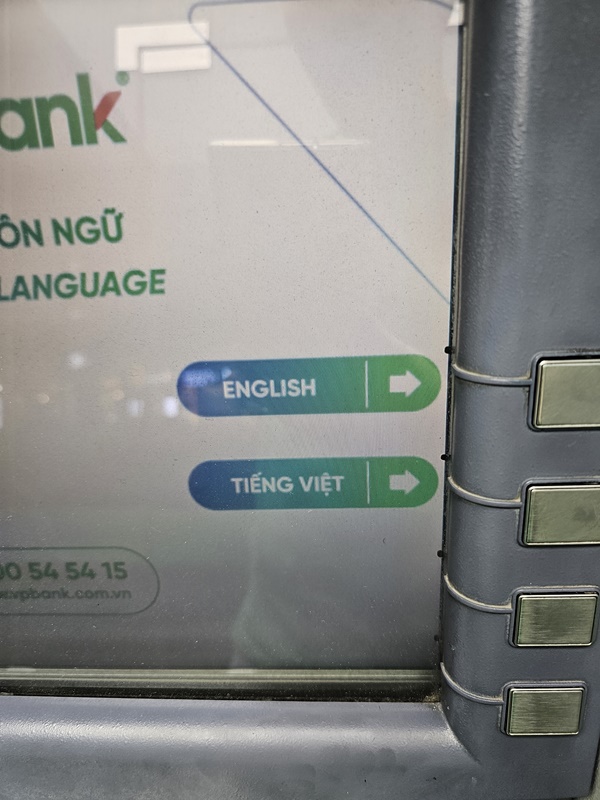 ank®
ÔN NGỮ
LANGUAGE
ENGLISH
TIẾNG VIỆT
00 54 54 15
vpbank.com.vn